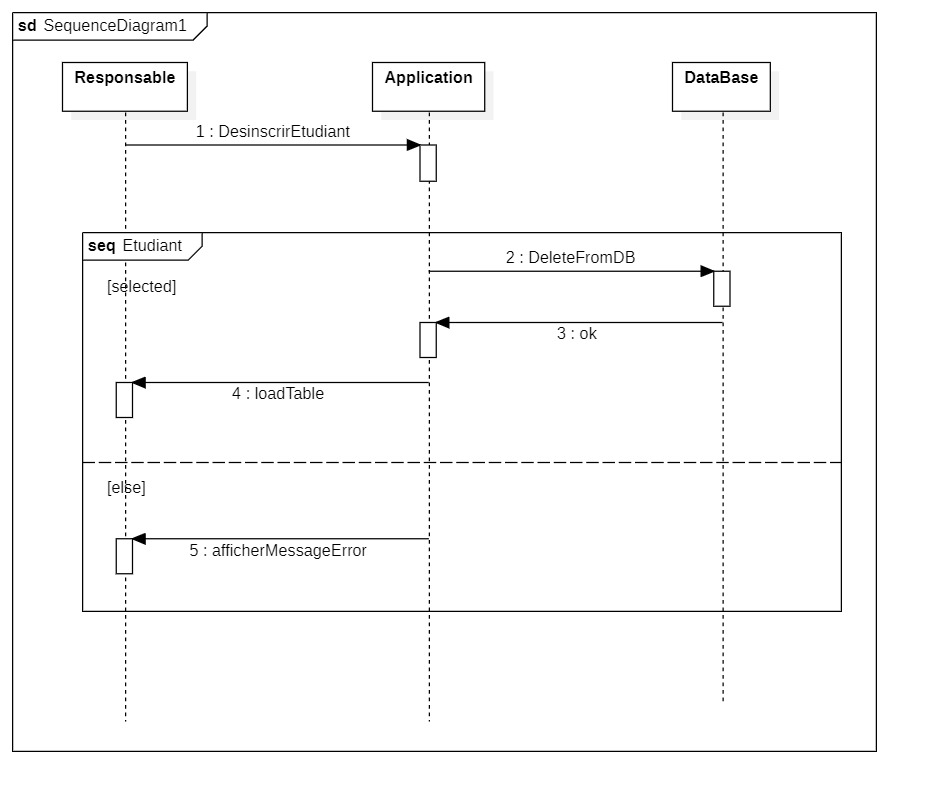 sd SequenceDiagram1
Responsable
Application
DataBase
1 : DesinscrirEtudiant
seq Etudiant
2 : DeleteFromDB
[selected]
3 : ok
4 : loadTable
[else]
5 : afficherMessageError